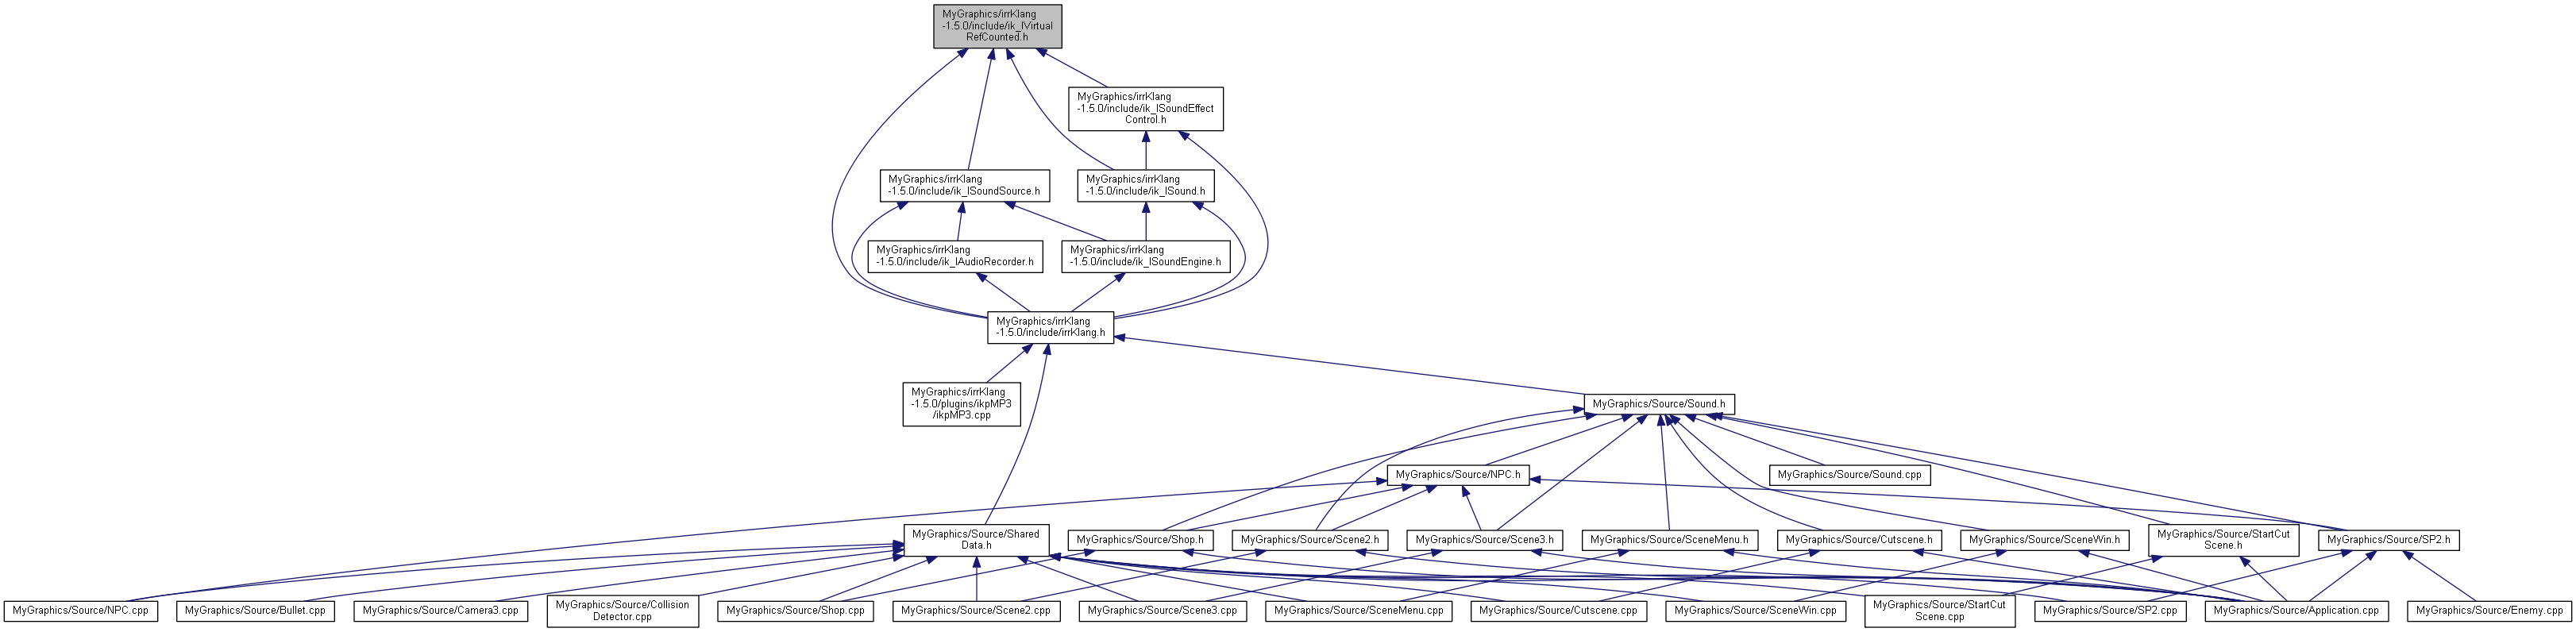 MyGraphics/irrKlang
-1.5.0/include/ik_IVirtual
RefCounted.h
MyGraphics/irrKlang
-1.5.0/include/ik_ISoundEffect
Control.h
MyGraphics/irrKlang
-1.5.0/include/ik_ISoundSource.h
MyGraphics/irrKlang
-1.5.0/include/ik_ISound.h
MyGraphics/irrKlang
-1.5.0/include/ik_IAudioRecorder.h
MyGraphics/irrKlang
-1.5.0/include/ik_ISoundEngine.h
MyGraphics/irrKlang
-1.5.0/include/irrKlang.h
MyGraphics/irrKlang
-1.5.0/plugins/ikpMP3
/ikpMP3.cpp
MyGraphics/Source/Sound.h
MyGraphics/Source/NPC.h
MyGraphics/Source/Sound.cpp
MyGraphics/Source/Shared
Data.h
MyGraphics/Source/Shop.h
MyGraphics/Source/Scene2.h
MyGraphics/Source/Scene3.h
MyGraphics/Source/SceneMenu.h
MyGraphics/Source/Cutscene.h
MyGraphics/Source/SceneWin.h
MyGraphics/Source/StartCut
Scene.h
MyGraphics/Source/SP2.h
MyGraphics/Source/NPC.cpp
MyGraphics/Source/Bullet.cpp
MyGraphics/Source/Camera3.cpp
MyGraphics/Source/Collision
Detector.cpp
MyGraphics/Source/Shop.cpp
MyGraphics/Source/Scene2.cpp
MyGraphics/Source/Scene3.cpp
MyGraphics/Source/SceneMenu.cpp
MyGraphics/Source/Cutscene.cpp
MyGraphics/Source/SceneWin.cpp
MyGraphics/Source/StartCut
Scene.cpp
MyGraphics/Source/SP2.cpp
MyGraphics/Source/Application.cpp
MyGraphics/Source/Enemy.cpp